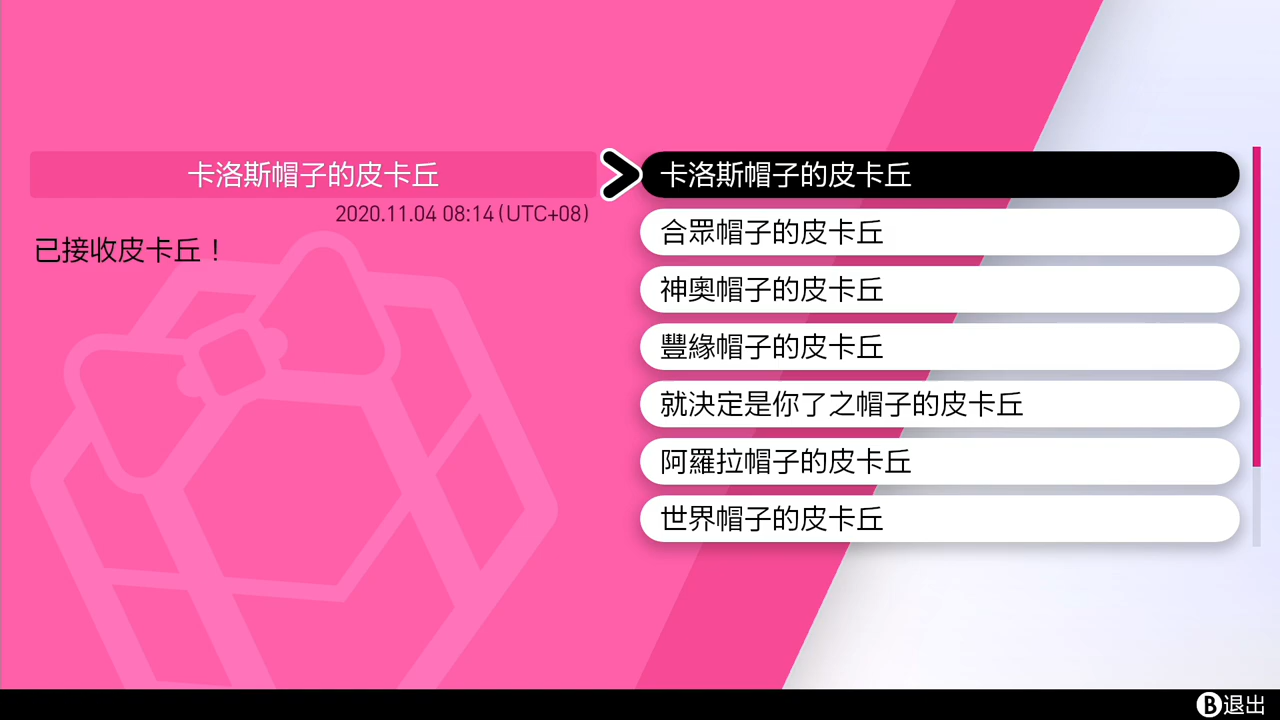 卡洛斯帽子的皮卡丘
2020.11.04 08:14(UTC+08)
已接收皮卡丘！
卡洛斯帽子的皮卡丘
合眾帽子的皮卡丘
神奧帽子的皮卡丘
豐緣帽子的皮卡丘
就決定是你了之帽子的皮卡丘
阿羅拉帽子的皮卡丘
世界帽子的皮卡丘
B退出